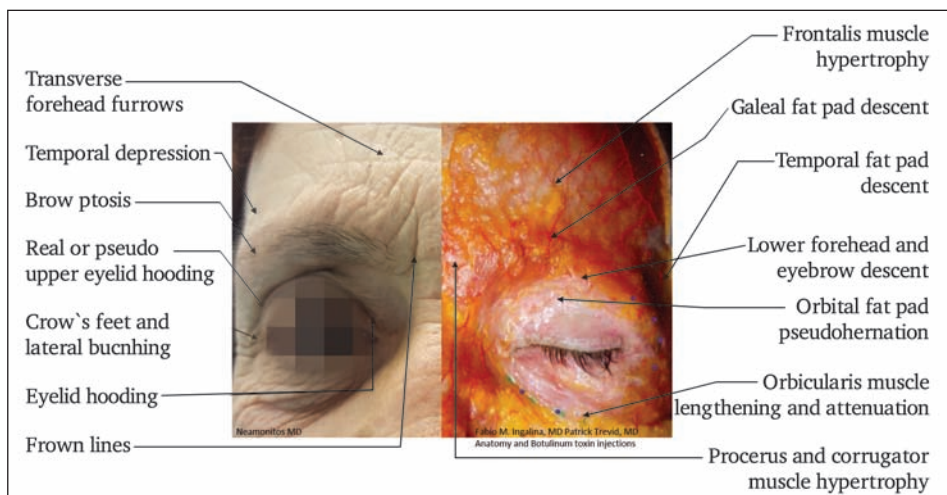 Transverse
forehead furrows
Temporal depression
Brow ptosis
Real or pseudo
upper eyelid hooding
Crow`s feet and
lateral bucnhing
Eyelid hooding
Frown lines
Neamonitos MD
Fabio M. Ingalina, MD Patrick Trevid, MD
Anatomy and Botulinum toxin Injections
Frontalis muscle
hypertrophy
Galeal fat pad descent
Temporal fat pad
descent
Lower forehead and
eyebrow descent
Orbital fat pad
pseudohernation
Orbicularis muscle
lengthening and attenuation
Procerus and corrugator
muscle hypertrophy